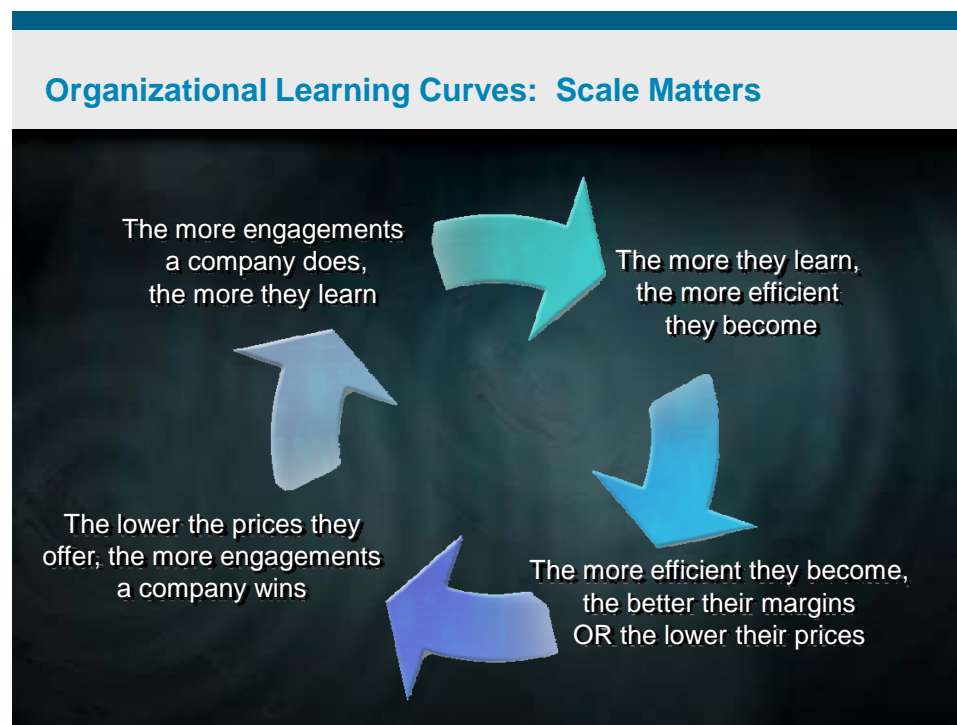 Organizational Learning Curves:  Scale Matters
The more engagements
a company does,
the more they learn
The more they learn,
the more efficient
they become
The more efficient they become,
the better their margins
OR the lower their prices
The lower the prices they
offer, the more engagements
a company wins